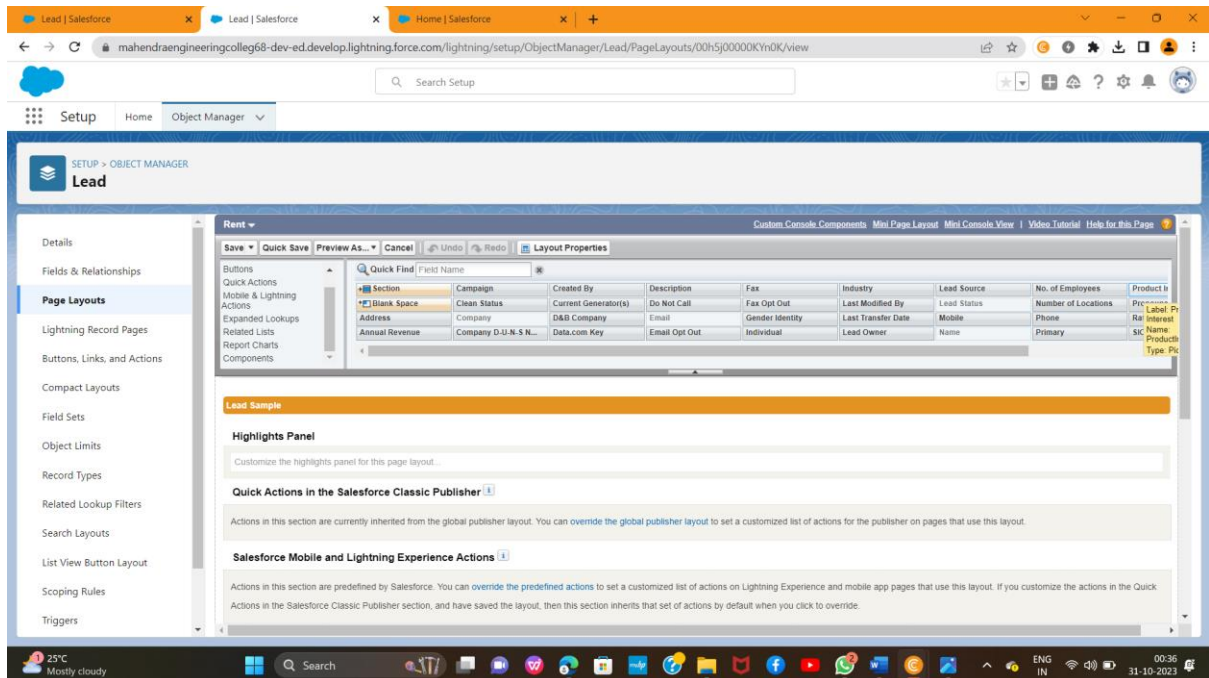 Lead | Salesforce
Lead | Salesforce
Home | Salesforce
mahendraengineeringcolleg68-dev-ed.develop.lightning.force.com/lightning/setup/ObjectManager/Lead/PageLayouts/00h5j00000KYn0K/view
Search Setup
Setup Home Object Manager
SETUP > OBJECT MANAGER
Lead
Details
Fields & Relationships
Page Layouts
Lightning Record Pages
Buttons, Links, and Actions
Compact Layouts
Field Sets
Object Limits
Record Types
Related Lookup Filters
Search Layouts
List View Button Layout
Scoping Rules
Triggers
Rent
Custom Console Components Mini Page Layout Mini Console View | Video Tutorial Help for this Page
Save Quick Save Preview As... Cancel Undo Redo Layout Properties
Buttons
Quick Actions
Mobile & Lightning
Actions
Expanded Lookups
Related Lists
Report Charts
Components
Quick Find Field Name
Section Campaign Created By Description Fax Industry Lead Source No. of Employees Product In
Blank Space Clean Status Current Generator(s) Do Not Call Fax Opt Out Last Modified By Lead Status Number of Locations
Address Company D&B Company Email Gender Identity Last Transfer Date Mobile Phone
Annual Revenue Company D-U-N-S N... Data.com Key Email Opt Out Individual Lead Owner Name Primary SIC
Label: Pr
Interest
Name:
ProductIn
Type: Pic
Lead Sample
Highlights Panel
Customize the highlights panel for this page layout...
Quick Actions in the Salesforce Classic Publisher
Actions in this section are currently inherited from the global publisher layout. You can override the global publisher layout to set a customized list of actions for the publisher on pages that use this layout.
Salesforce Mobile and Lightning Experience Actions
Actions in this section are predefined by Salesforce. You can override the predefined actions to set a customized list of actions on Lightning Experience and mobile app pages that use this layout. If you customize the actions in the Quick
Actions in the Salesforce Classic Publisher section, and have saved the layout, then this section inherits that set of actions by default when you click to override.
1
25°C
Mostly cloudy
Search
ENG
IN
00:36
31-10-2023